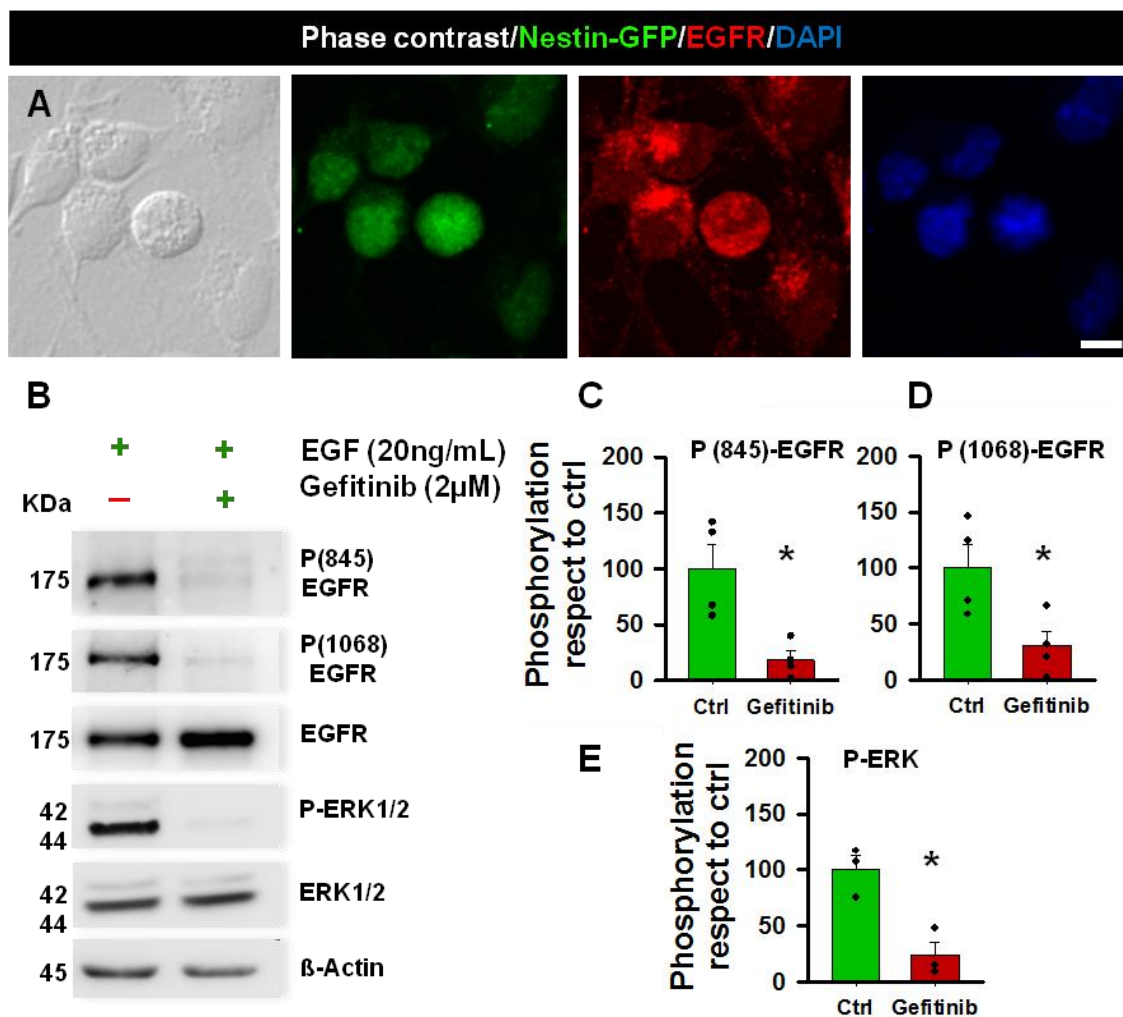 Phase contrast/Nestin-GFP/EGFR/DAPI
A
B
+ +
EGF (20ng/mL)
KDa
− +
Gefitinib (2µM)
175
P(845)
EGFR
175
P(1068)
EGFR
175
EGFR
42
44
P-ERK1/2
42
44
ERK1/2
45
ß-Actin
C
P (845)-EGFR
Phosphorylation
respect to ctrl
200
150
100
50
0
*
Ctrl Gefitinib
D
P (1068)-EGFR
200
150
100
50
0
*
Ctrl Gefitinib
E
P-ERK
Phosphorylation
respect to ctrl
200
150
100
50
0
*
Ctrl Gefitinib